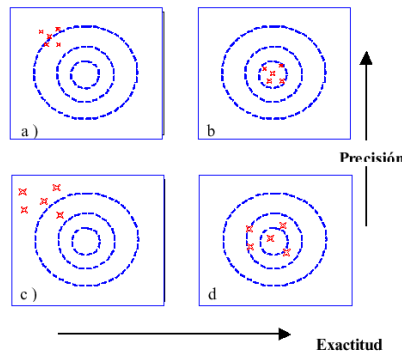 a )
b
Precisión
c )
d
Exactitud